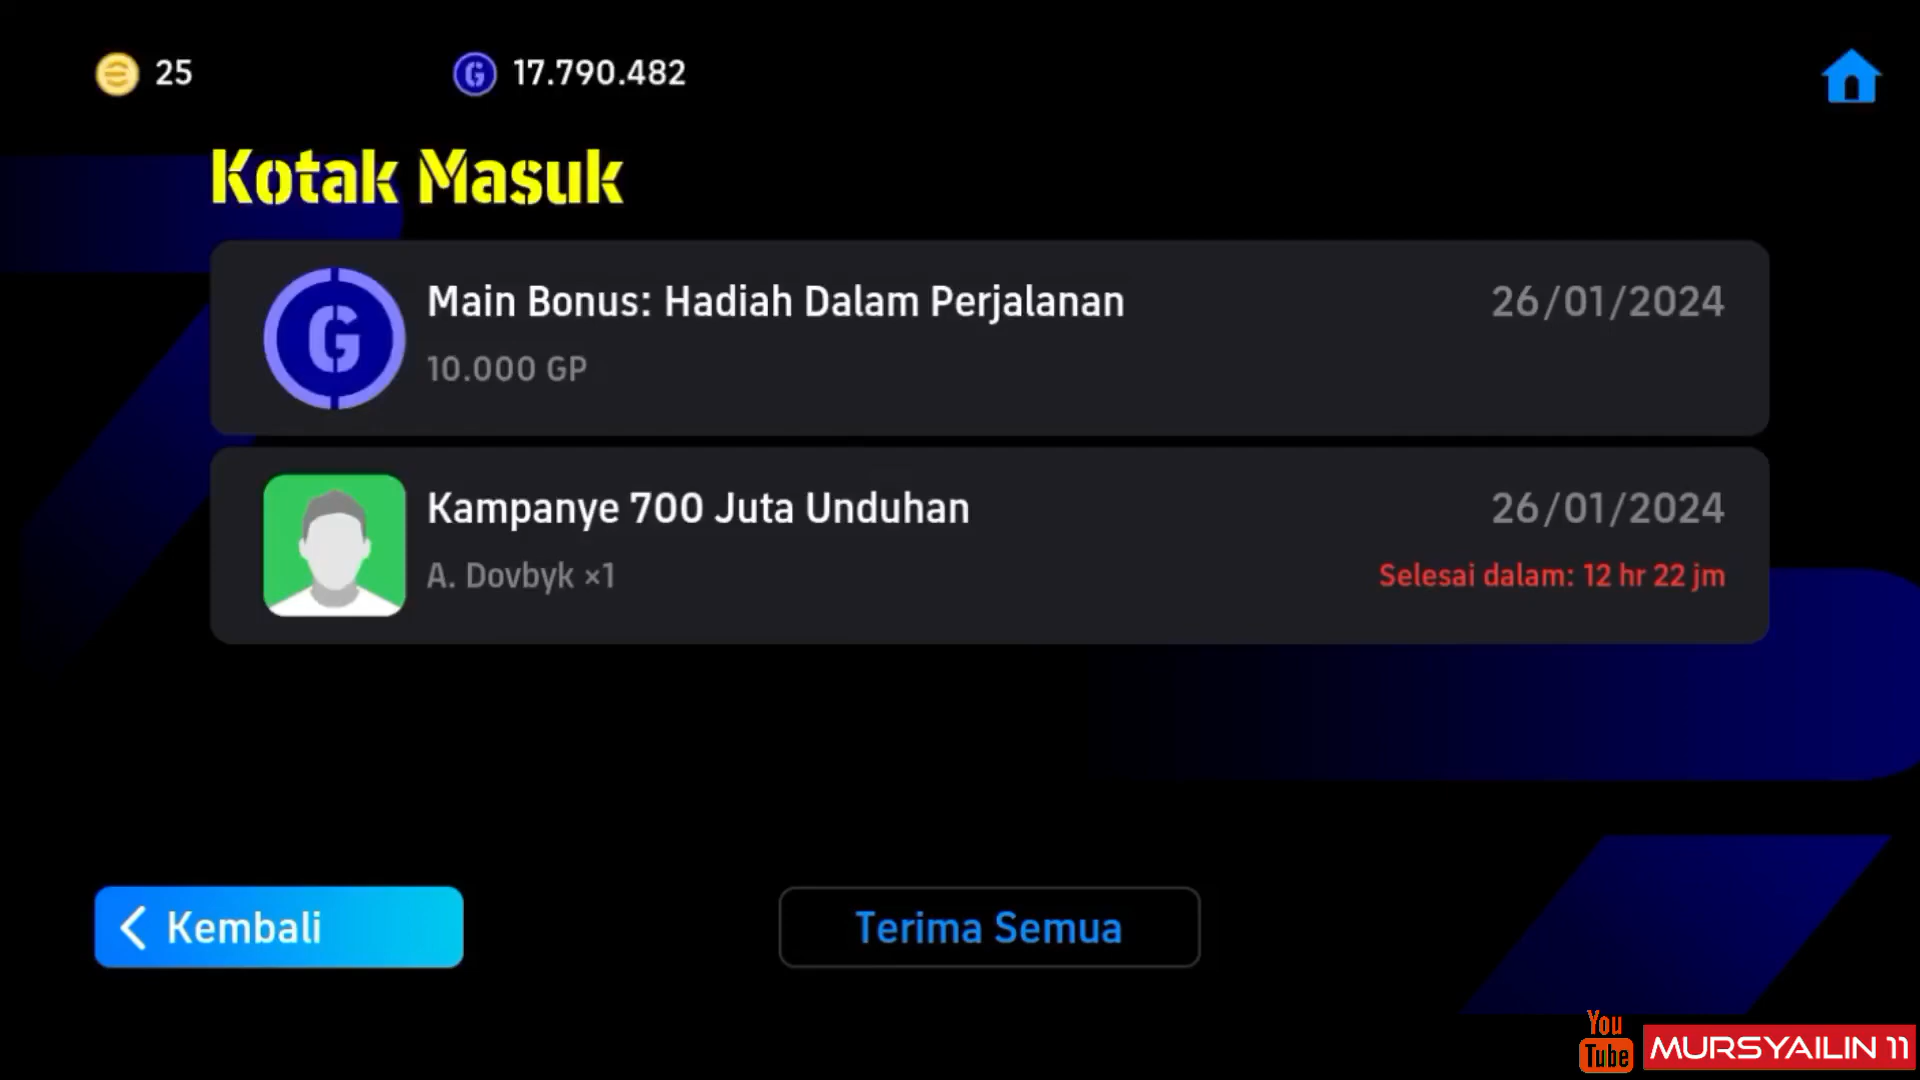 25
17.790.482
Kotak Masuk
Main Bonus: Hadiah Dalam Perjalanan
26/01/2024
10.000 GP
Kampanye 700 Juta Unduhan
26/01/2024
A. Dovbyk ×1
Selesai dalam: 12 hr 22 jm
Kembali
Terima Semua
You
Tube
MURSYAILIN 11